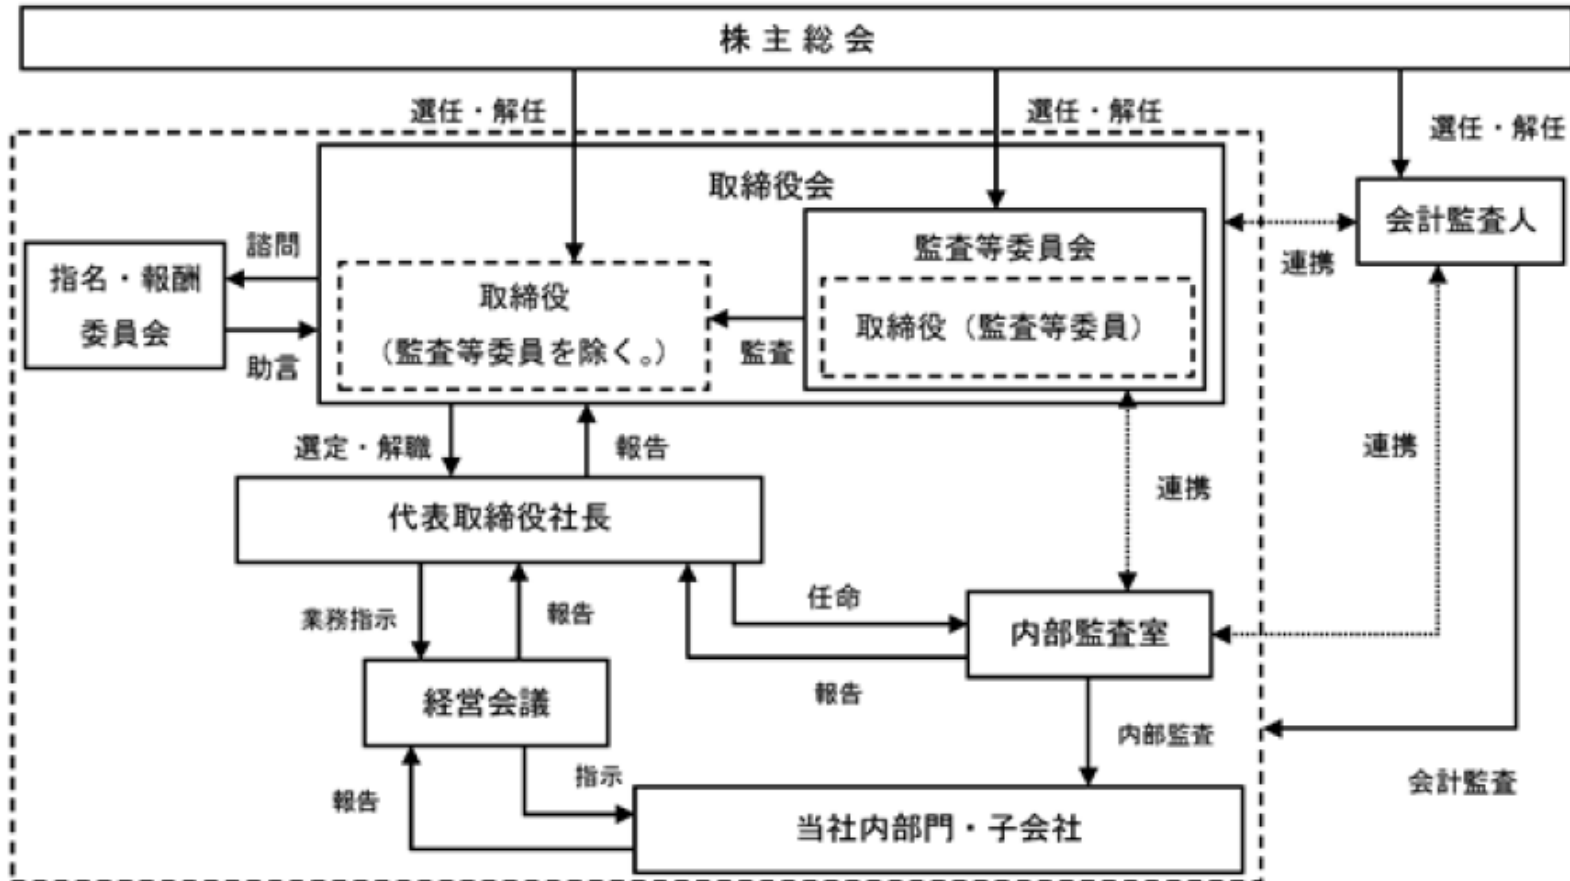 株主総会
選任・解任
選任・解任
選任・解任
取締役会
会計監査人
監査等委員会
連携
諮問
指名・報酬
委員会
助言
取締役
（監査等委員を除く。）
監査
取締役（監査等委員）
選定・解職
報告
連携
連携
代表取締役社長
業務指示
報告
任命
内部監査室
報告
経営会議
内部監査
指示
報告
会計監査
当社内部門・子会社